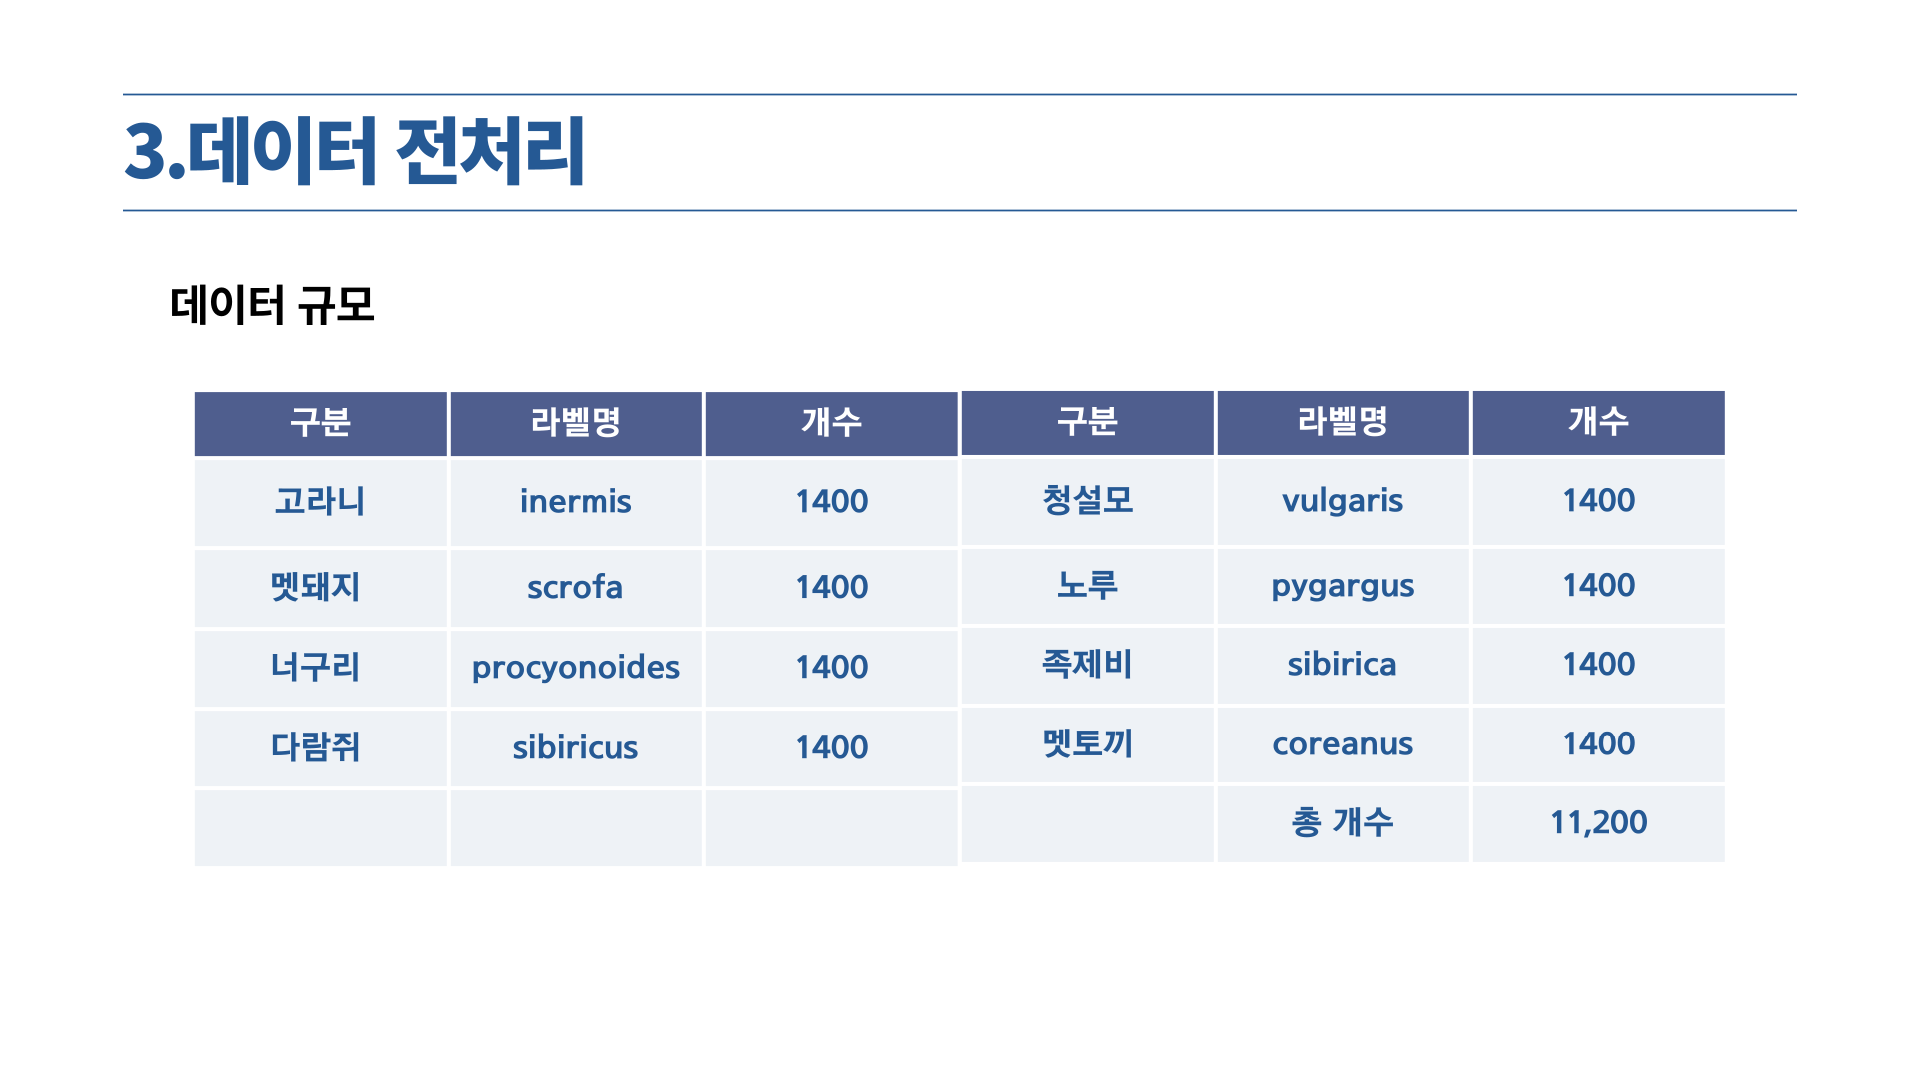 3.데이터 전처리
데이터 규모
구분 라벨명 개수 구분 라벨명 개수
고라니 inermis 1400 청설모 vulgaris 1400
멧돼지 scrofa 1400 노루 pygargus 1400
너구리 procyonoides 1400 족제비 sibirica 1400
다람쥐 sibiricus 1400 멧토끼 coreanus 1400
총 개수 11,200